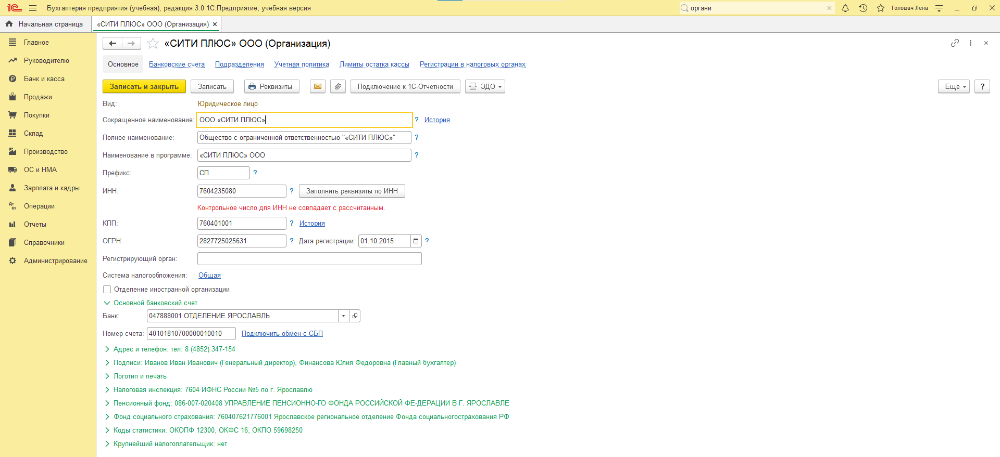 1С Бухгалтерия предприятия (учебная), редакция 3.0 1С:Предприятие, учебная версия органи Головач Лена
Начальная страница «СИТИ ПЛЮС» ООО (Организация)
Главное
Руководителю
Банк и касса
Продажи
Покупки
Склад
Производство
ОС и НМА
Зарплата и кадры
Дт Кт Операции
Отчеты
Справочники
Администрирование
«СИТИ ПЛЮС» ООО (Организация)
Основное Банковские счета Подразделения Учетная политика Лимиты остатка кассы Регистрации в налоговых органах
Записать и закрыть Записать Реквизиты Подключение к 1С-Отчетности ЭДО Еще ?
Вид: Юридическое лицо
Сокращенное наименование: ООО «СИТИ ПЛЮС» ? История
Полное наименование: Общество с ограниченной ответственностью "«СИТИ ПЛЮС»" ?
Наименование в программе: «СИТИ ПЛЮС» ООО ?
Префикс: СП ?
ИНН: 7604235080 ? Заполнить реквизиты по ИНН
Контрольное число для ИНН не совпадает с рассчитанным.
КПП: 760401001 ? История
ОГРН: 2827725025631 ? Дата регистрации: 01.10.2015 ?
Регистрирующий орган:
Система налогообложения: Общая
Отделение иностранной организации
Основной банковский счет
Банк: 047888001 ОТДЕЛЕНИЕ ЯРОСЛАВЛЬ
Номер счета: 40101810700000010010 Подключить обмен с СБП
Адрес и телефон: тел: 8 (4852) 347-154
Подписи: Иванов Иван Иванович (Генеральный директор), Финансова Юлия Федоровна (Главный бухгалтер)
Логотип и печать
Налоговая инспекция: 7604 ИФНС России №5 по г. Ярославлю
Пенсионный фонд: 086-007-020408 УПРАВЛЕНИЕ ПЕНСИОННО-ГО ФОНДА РОССИЙСКОЙ ФЕ-ДЕРАЦИИ В Г. ЯРОСЛАВЛЕ
Фонд социального страхования: 760407621776001 Ярославское региональное отделение Фонда социальногострахования РФ
Коды статистики: ОКОПФ 12300, ОКФС 16, ОКПО 59698250
Крупнейший налогоплательщик: нет